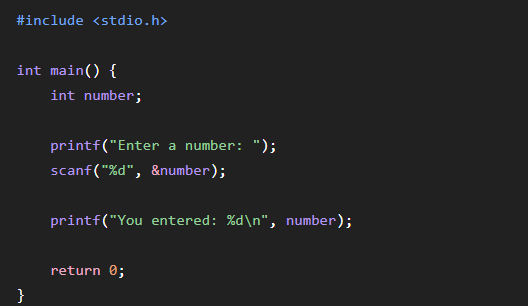 #include <stdio.h>

int main() {
    int number;

    printf("Enter a number: ");
    scanf("%d", &number);

    printf("You entered: %d\n", number);

    return 0;
}